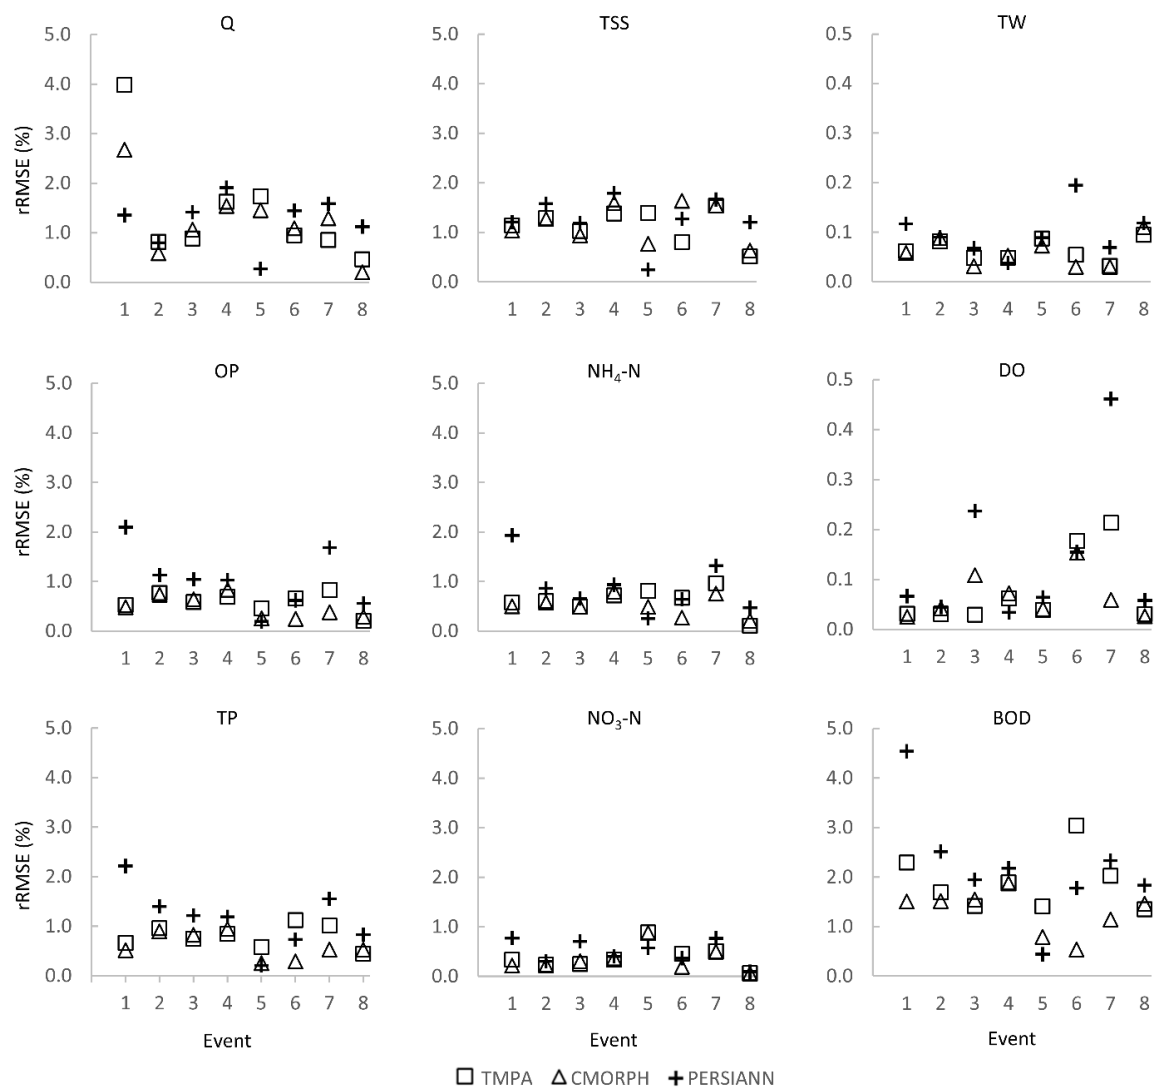 Q TSS TW
5.0 5.0 0.5
4.0 4.0 0.4
rRMSE (%)
3.0 3.0 0.3
2.0 2.0 0.2
1.0 1.0 0.1
0.0 0.0 0.0
1 2 3 4 5 6 7 8 1 2 3 4 5 6 7 8 1 2 3 4 5 6 7 8
OP NH4-N DO
5.0 5.0 0.5
4.0 4.0 0.4
rRMSE (%)
3.0 3.0 0.3
2.0 2.0 0.2
1.0 1.0 0.1
0.0 0.0 0.0
1 2 3 4 5 6 7 8 1 2 3 4 5 6 7 8 1 2 3 4 5 6 7 8
TP NO3-N BOD
5.0 5.0 5.0
4.0 4.0 4.0
rRMSE (%)
3.0 3.0 3.0
2.0 2.0 2.0
1.0 1.0 1.0
0.0 0.0 0.0
1 2 3 4 5 6 7 8 1 2 3 4 5 6 7 8 1 2 3 4 5 6 7 8
Event Event Event
TMPA CMORPH PERSIANN